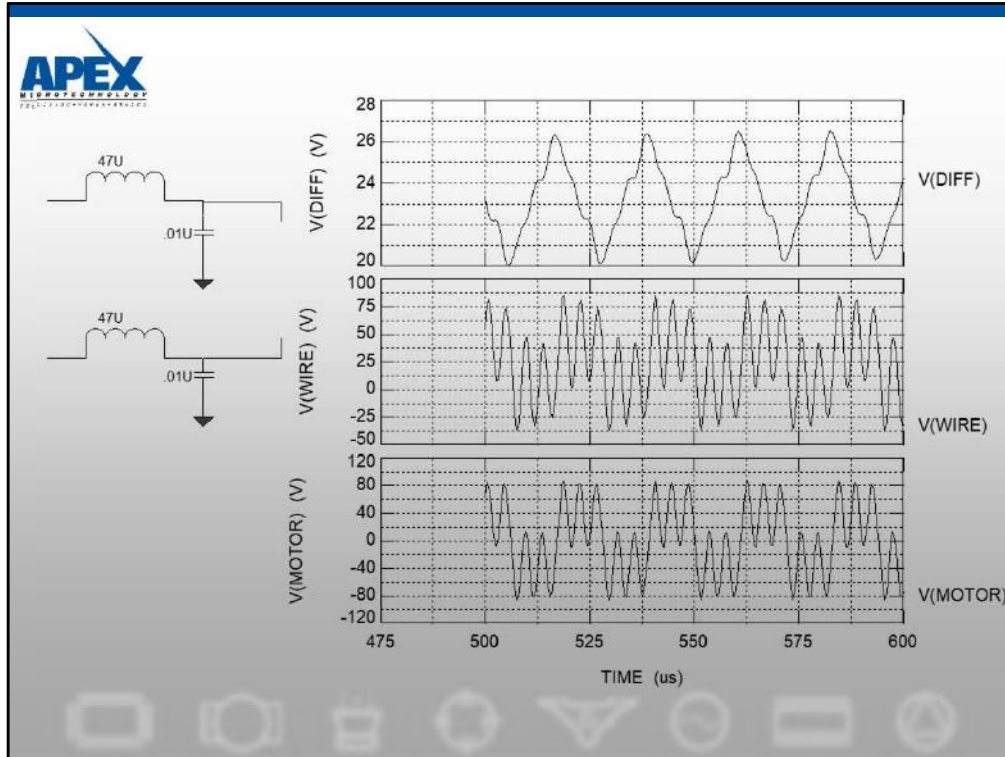 APEX
MICROTECHNOLOGY
47U
.01U
47U
.01U
V(DIFF) (V)
28
26
24
22
20
V(DIFF)
V(WIRE) (V)
100
75
50
25
0
-25
-50
V(WIRE)
V(MOTOR) (V)
120
80
40
0
-40
-80
-120
V(MOTOR)
475 500 525 550 575 600
TIME (us)